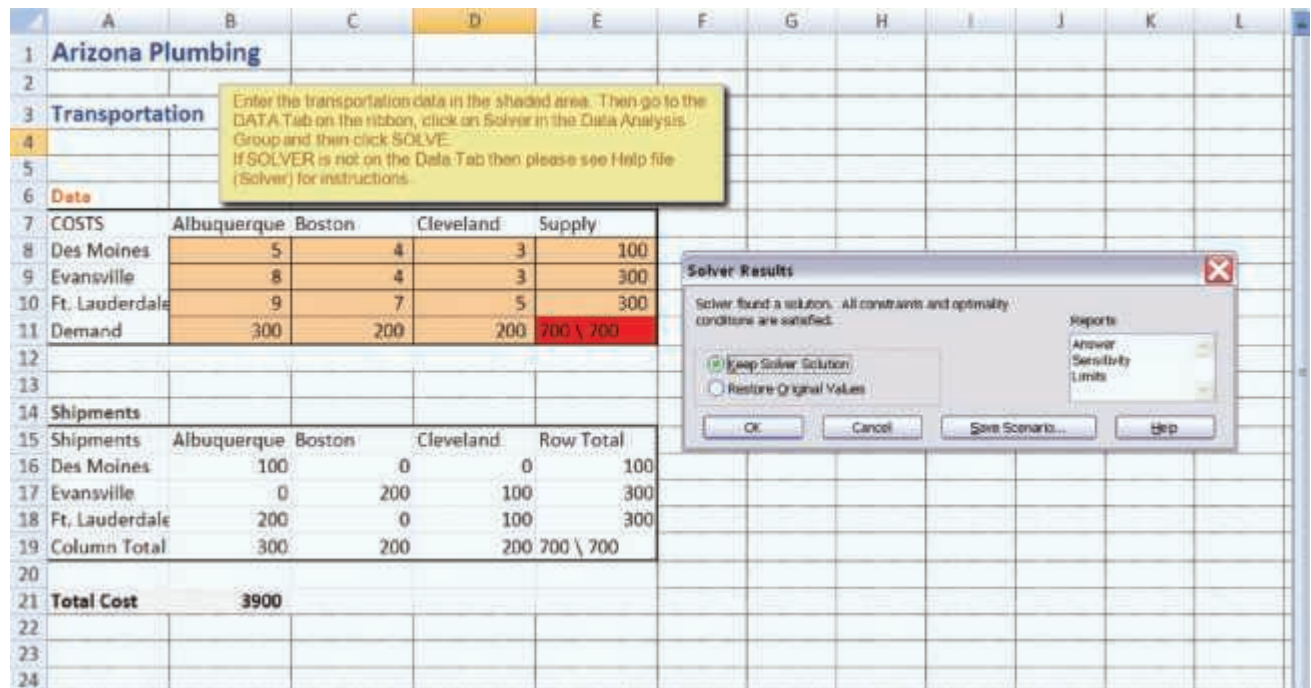 A B C D E F G H I J K L
1 Arizona Plumbing
2
3 Transportation
Enter the transportation data in the shaded area. Then go to the
DATA Tab on the ribbon, click on Solver in the Data Analysis
Group and then click SOLVE.
If SOLVER is not on the Data Tab then please see Help file
(Solver) for instructions.
4
5
6 Data
7 COSTS Albuquerque Boston Cleveland Supply
8 Des Moines 5 4 3 100
9 Evansville 8 4 3 300
10 Ft. Lauderdale 9 7 5 300
11 Demand 300 200 200 700 \ 700
12
13
14 Shipments
15 Shipments Albuquerque Boston Cleveland Row Total
16 Des Moines 100 0 0 100
17 Evansville 0 200 100 300
18 Ft. Lauderdale 200 0 100 300
19 Column Total 300 200 200 700 \ 700
20
21 Total Cost 3900
22
23
24
Solver Results
Solver found a solution. All constraints and optimality
conditions are satisfied.
Reports
Answer
Sensitivity
Limits
Keep Solver Solution
Restore Original Values
OK Cancel Save Scenario... Help